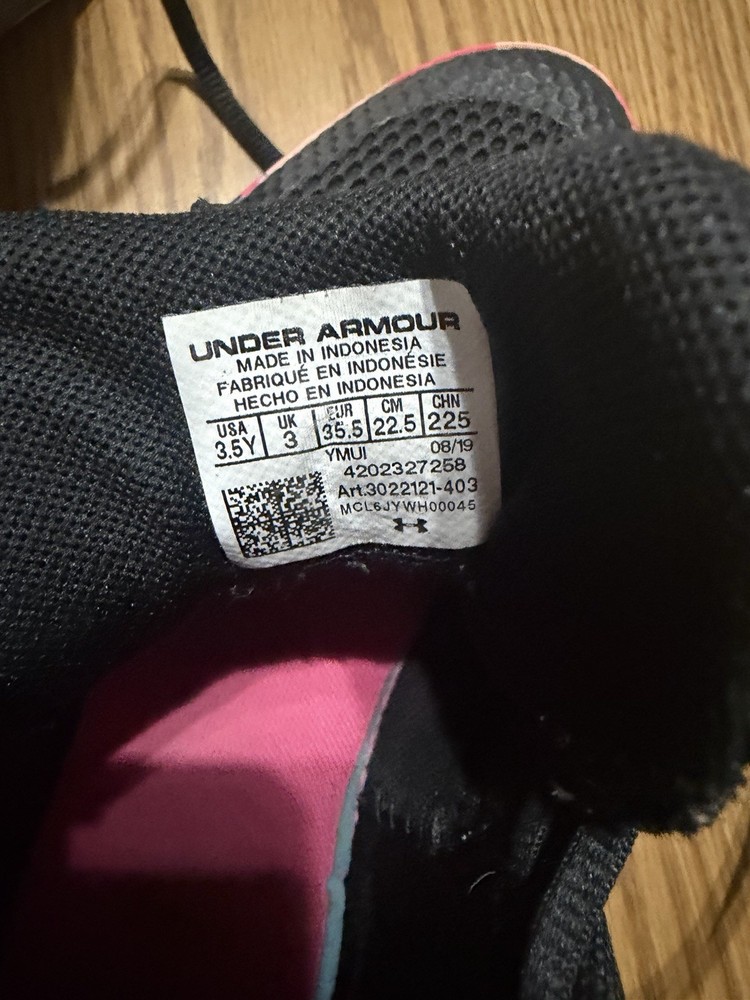 UNDER ARMOUR
MADE IN INDONESIA
FABRIQUÉ EN INDONÉSIE
HECHO EN INDONESIA
USA UK EUR CM CHN
3.5Y 3 35.5 22.5 225
YMUI 08/19
4202327258
Art.3022121-403
MCL6JYWH00045